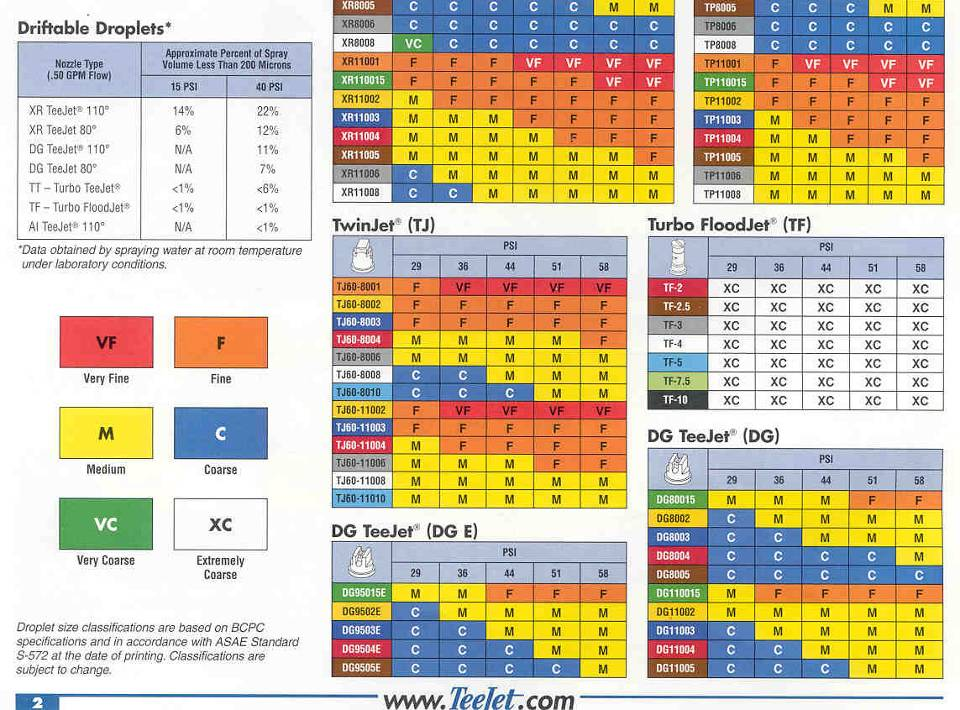 Driftable Droplets*
Nozzle Type
(.50 GPM Flow)
Approximate Percent of Spray
Volume Less Than 200 Microns
15 PSI 40 PSI
XR TeeJet® 110° 14% 22%
XR TeeJet 80° 6% 12%
DG TeeJet® 110° N/A 11%
DG TeeJet 80° N/A 7%
TT – Turbo TeeJet® <1% <6%
TF – Turbo FloodJet® <1% <1%
AI TeeJet® 110° N/A <1%
*Data obtained by spraying water at room temperature
under laboratory conditions.
VF F
Very Fine Fine
M C
Medium Coarse
VC XC
Very Coarse Extremely
Coarse
Droplet size classifications are based on BCPC
specifications and in accordance with ASAE Standard
S-572 at the date of printing. Classifications are
subject to change.
XR8005 C C C C C M M
XR8006 C C C C C C C
XR8008 VC C C C C C C
XR11001 F F F VF VF VF VF
XR110015 F F F F F VF VF
XR11002 M F F F F F F
XR11003 M M M F F F F
XR11004 M M M M F F F
XR11005 M M M M M M F
XR11006 C M M M M M M
XR11008 C C M M M M M
TwinJet® (TJ)
PSI
29 36 44 51 58
TJ60-8001 F VF VF VF VF
TJ60-8002 F F F F F
TJ60-8003 F F F F F
TJ60-8004 M M M M F
TJ60-8006 M M M M M
TJ60-8008 C C M M M
TJ60-8010 C C C M M
TJ60-11002 F VF VF VF VF
TJ60-11003 F F F F F
TJ60-11004 M F F F F
TJ60-11006 M M M F F
TJ60-11008 M M M M M
TJ60-11010 M M M M M
DG TeeJet® (DG E)
PSI
29 36 44 51 58
DG95015E M M F F F
DG9502E C M M M M
DG9503E C C M M M
DG9504E C C C M M
DG9505E C C C C M
TP8005 C C C M M
TP8006 C C C C C
TP8008 C C C C C
TP11001 F VF VF VF VF
TP110015 F F F VF VF
TP11002 F F F F F
TP11003 M F F F F
TP11004 M M F F F
TP11005 M M M M F
TP11006 M M M M M
TP11008 M M M M M
Turbo FloodJet® (TF)
PSI
29 36 44 51 58
TF-2 XC XC XC XC XC
TF-2.5 XC XC XC XC XC
TF-3 XC XC XC XC XC
TF-4 XC XC XC XC XC
TF-5 XC XC XC XC XC
TF-7.5 XC XC XC XC XC
TF-10 XC XC XC XC XC
DG TeeJet® (DG)
PSI
29 36 44 51 58
DG80015 M M M F F
DG8002 C M M M M
DG8003 C C M M M
DG8004 C C C C M
DG8005 C C C C C
DG110015 M F F F F
DG11002 M M M M M
DG11003 C M M M M
DG11004 C C M M M
DG11005 C C C M M
2 www.TeeJet.com